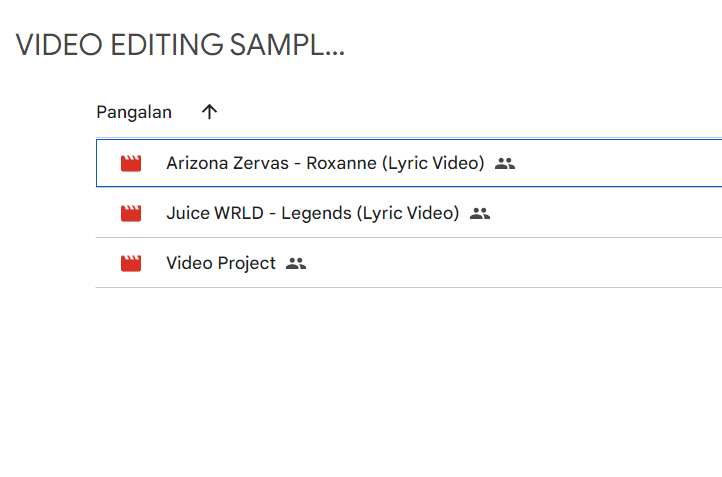 VIDEO EDITING SAMPL...
Pangalan
Arizona Zervas - Roxanne (Lyric Video)
Juice WRLD - Legends (Lyric Video)
Video Project